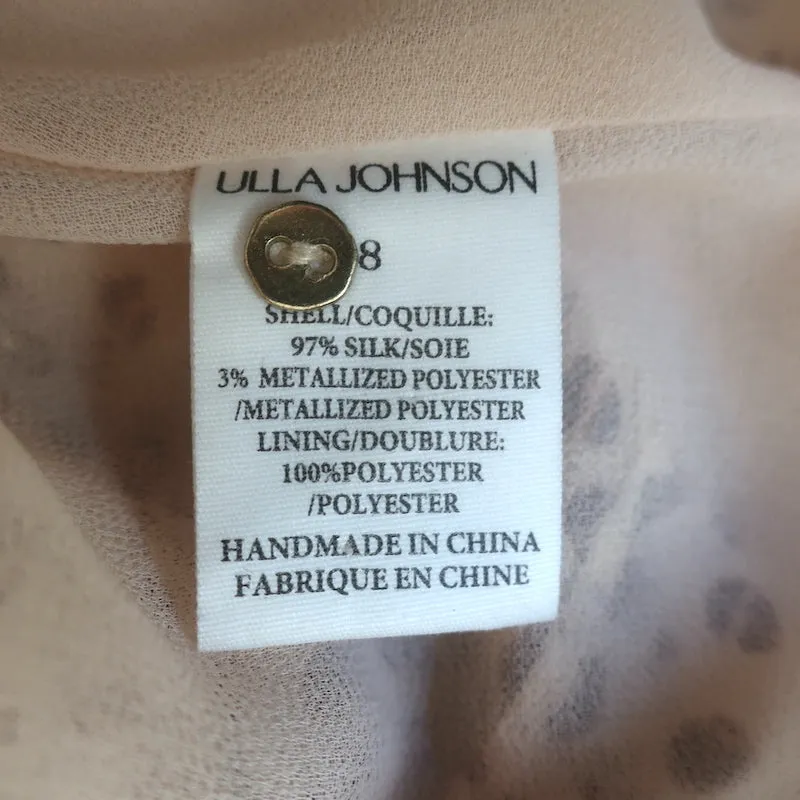 ULLA JOHNSON
8
SHELL/COQUILLE:
97% SILK/SOIE
3% METALLIZED POLYESTER
/METALLIZED POLYESTER
LINING/DOUBLURE:
100%POLYESTER
/POLYESTER
HANDMADE IN CHINA
FABRIQUE EN CHINE